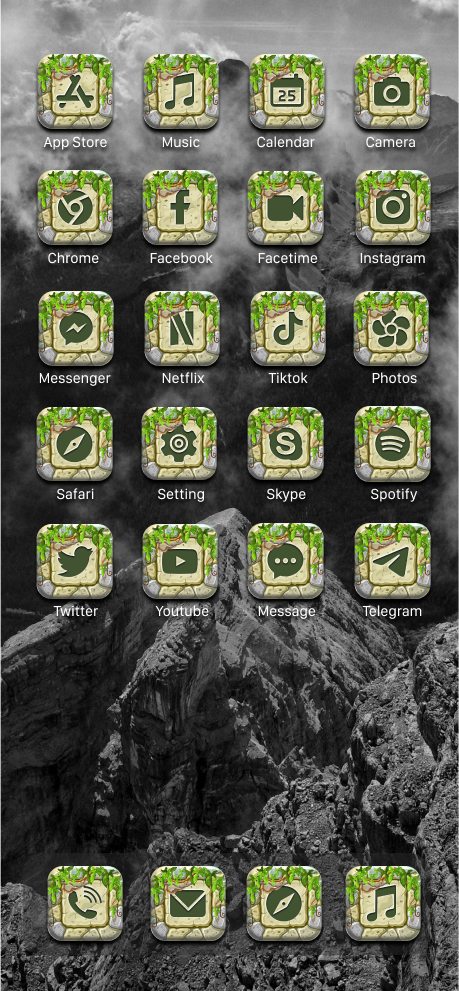 25
App Store Music Calendar Camera
Chrome Facebook Facetime Instagram
Messenger Netflix Tiktok Photos
Safari Setting Skype Spotify
Twitter Youtube Message Telegram